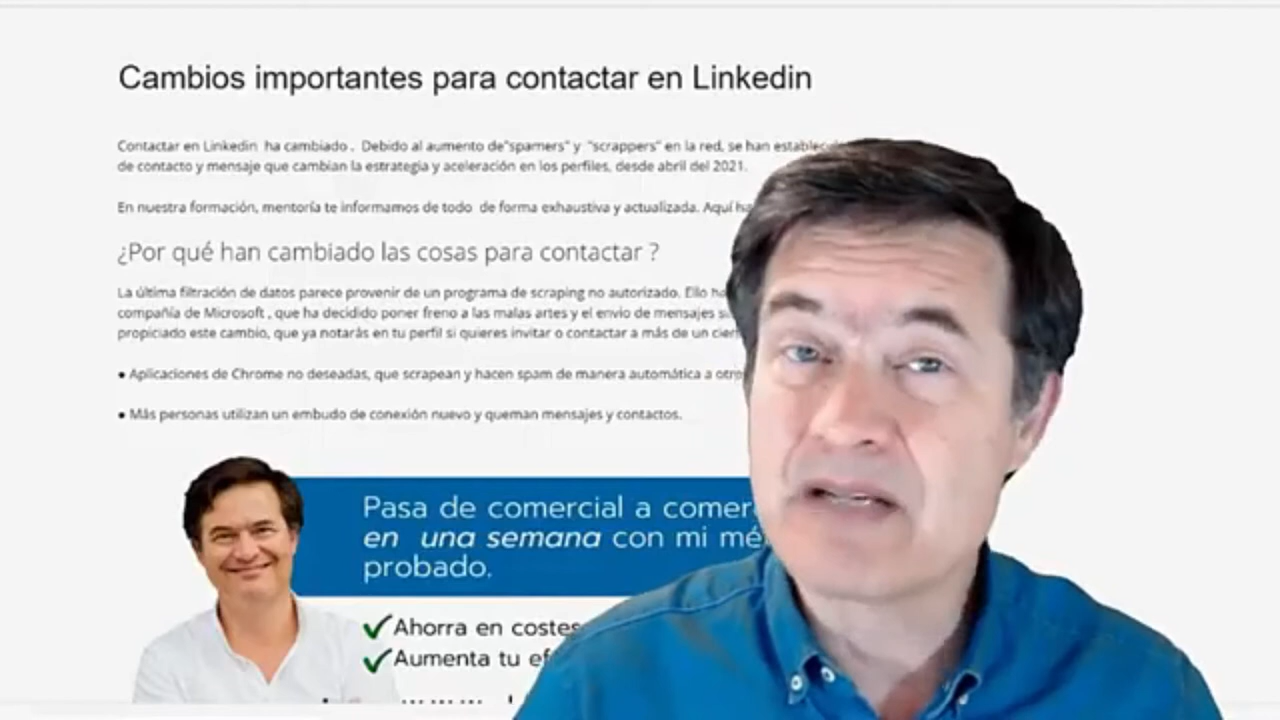 Cambios importantes para contactar en Linkedin
Contactar en Linkedin ha cambiado . Debido al aumento de"spamers" y "scrappers" en la red, se han
de contacto y mensaje que cambian la estrategia y aceleración en los perfiles, desde abril del 2021.
En nuestra formación, mentoría te informamos de todo de forma exhaustiva y actualizada. Aquí
¿Por qué han cambiado las cosas para contactar ?
La última filtración de datos parece provenir de un programa de scraping no autorizado. Ello
compañía de Microsoft , que ha decidido poner freno a las malas artes y el envio de mensajes
propiciado este cambio, que ya notarás en tu perfil si quieres invitar o contactar a más de un
• Aplicaciones de Chrome no deseadas, que scrapean y hacen spam de manera automática a
• Más personas utilizan un embudo de conexión nuevo y queman mensajes y contactos.
Pasa de comercial a
en una semana con mi
probado.
Ahorra en costes
Aumenta tu